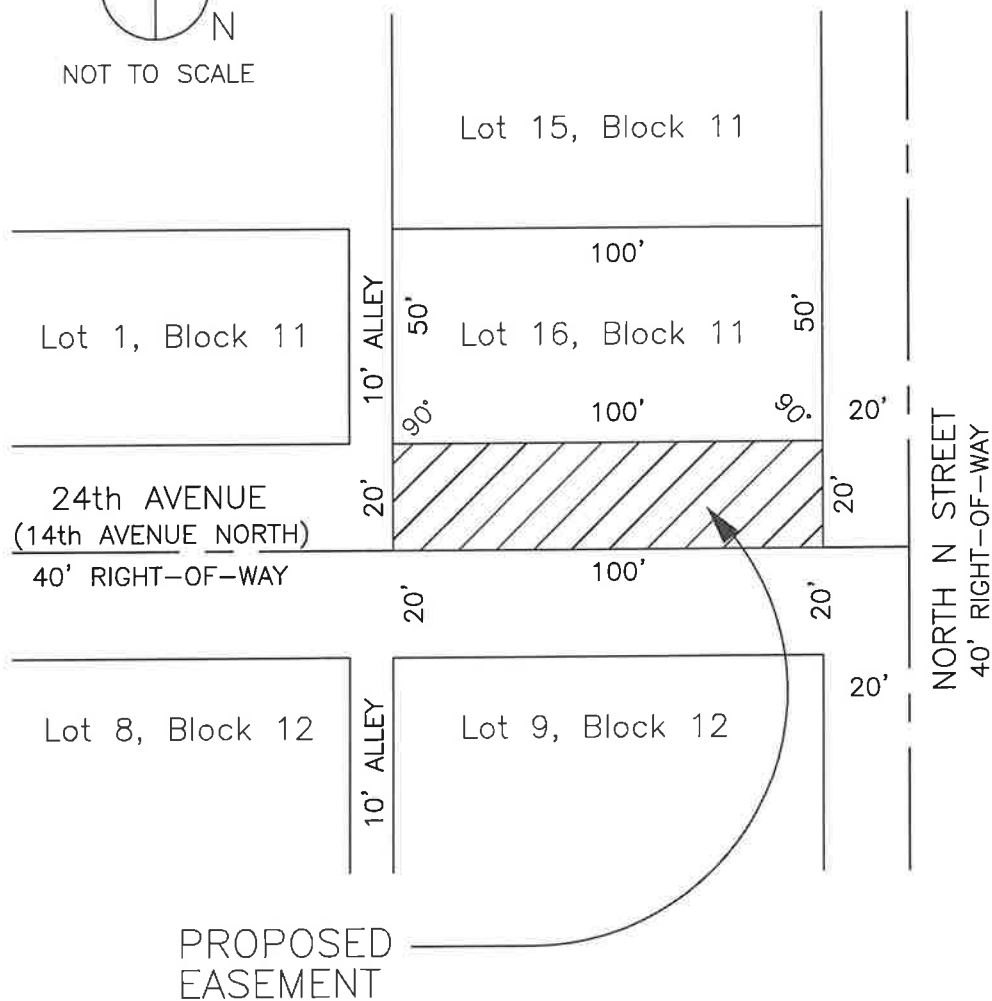 N
NOT TO SCALE
Lot 15, Block 11
100'
10' ALLEY
50'
50'
Lot 1, Block 11
Lot 16, Block 11
90°
100'
90°
20'
24th AVENUE
(14th AVENUE NORTH)
20'
20'
40' RIGHT-OF-WAY
100'
20'
20'
NORTH N STREET
40' RIGHT-OF-WAY
20'
Lot 8, Block 12
10' ALLEY
Lot 9, Block 12
PROPOSED
EASEMENT